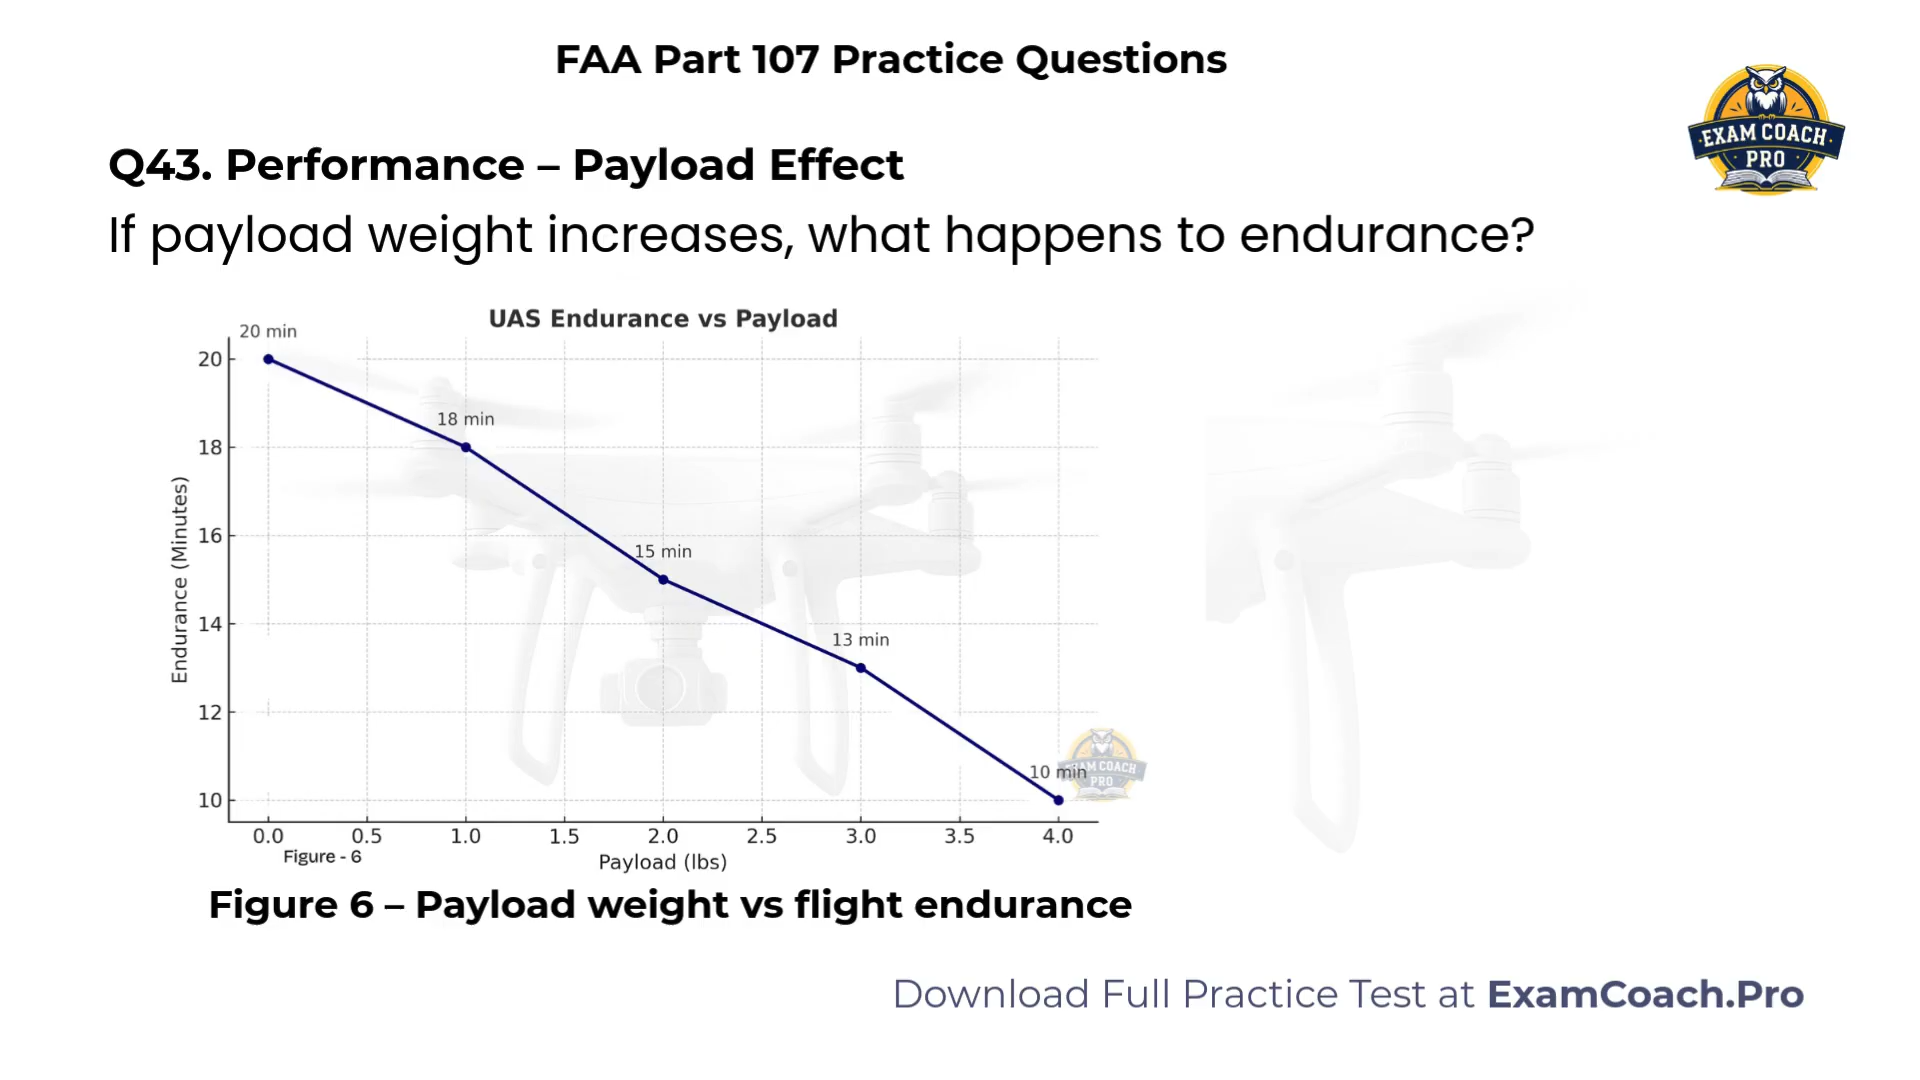 FAA Part 107 Practice Questions
EXAM COACH
PRO
Q43. Performance – Payload Effect
If payload weight increases, what happens to endurance?
UAS Endurance vs Payload
20 min
20
18 min
18
16
15 min
14
13 min
12
10 min
10
Endurance (Minutes)
EXAM COACH
PRO
0.0 0.5 1.0 1.5 2.0 2.5 3.0 3.5 4.0
Figure - 6
Payload (lbs)
Figure 6 – Payload weight vs flight endurance
Download Full Practice Test at ExamCoach.Pro